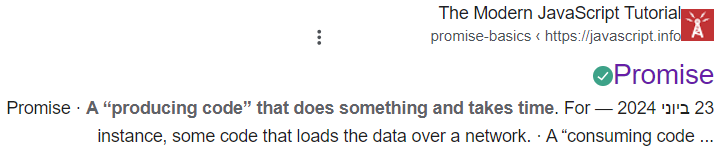 The Modern JavaScript Tutorial
https://javascript.info › promise-basics
Promise
23 ביוני 2024 — Promise · A “producing code” that does something and takes time. For
instance, some code that loads the data over a network. · A “consuming code ...